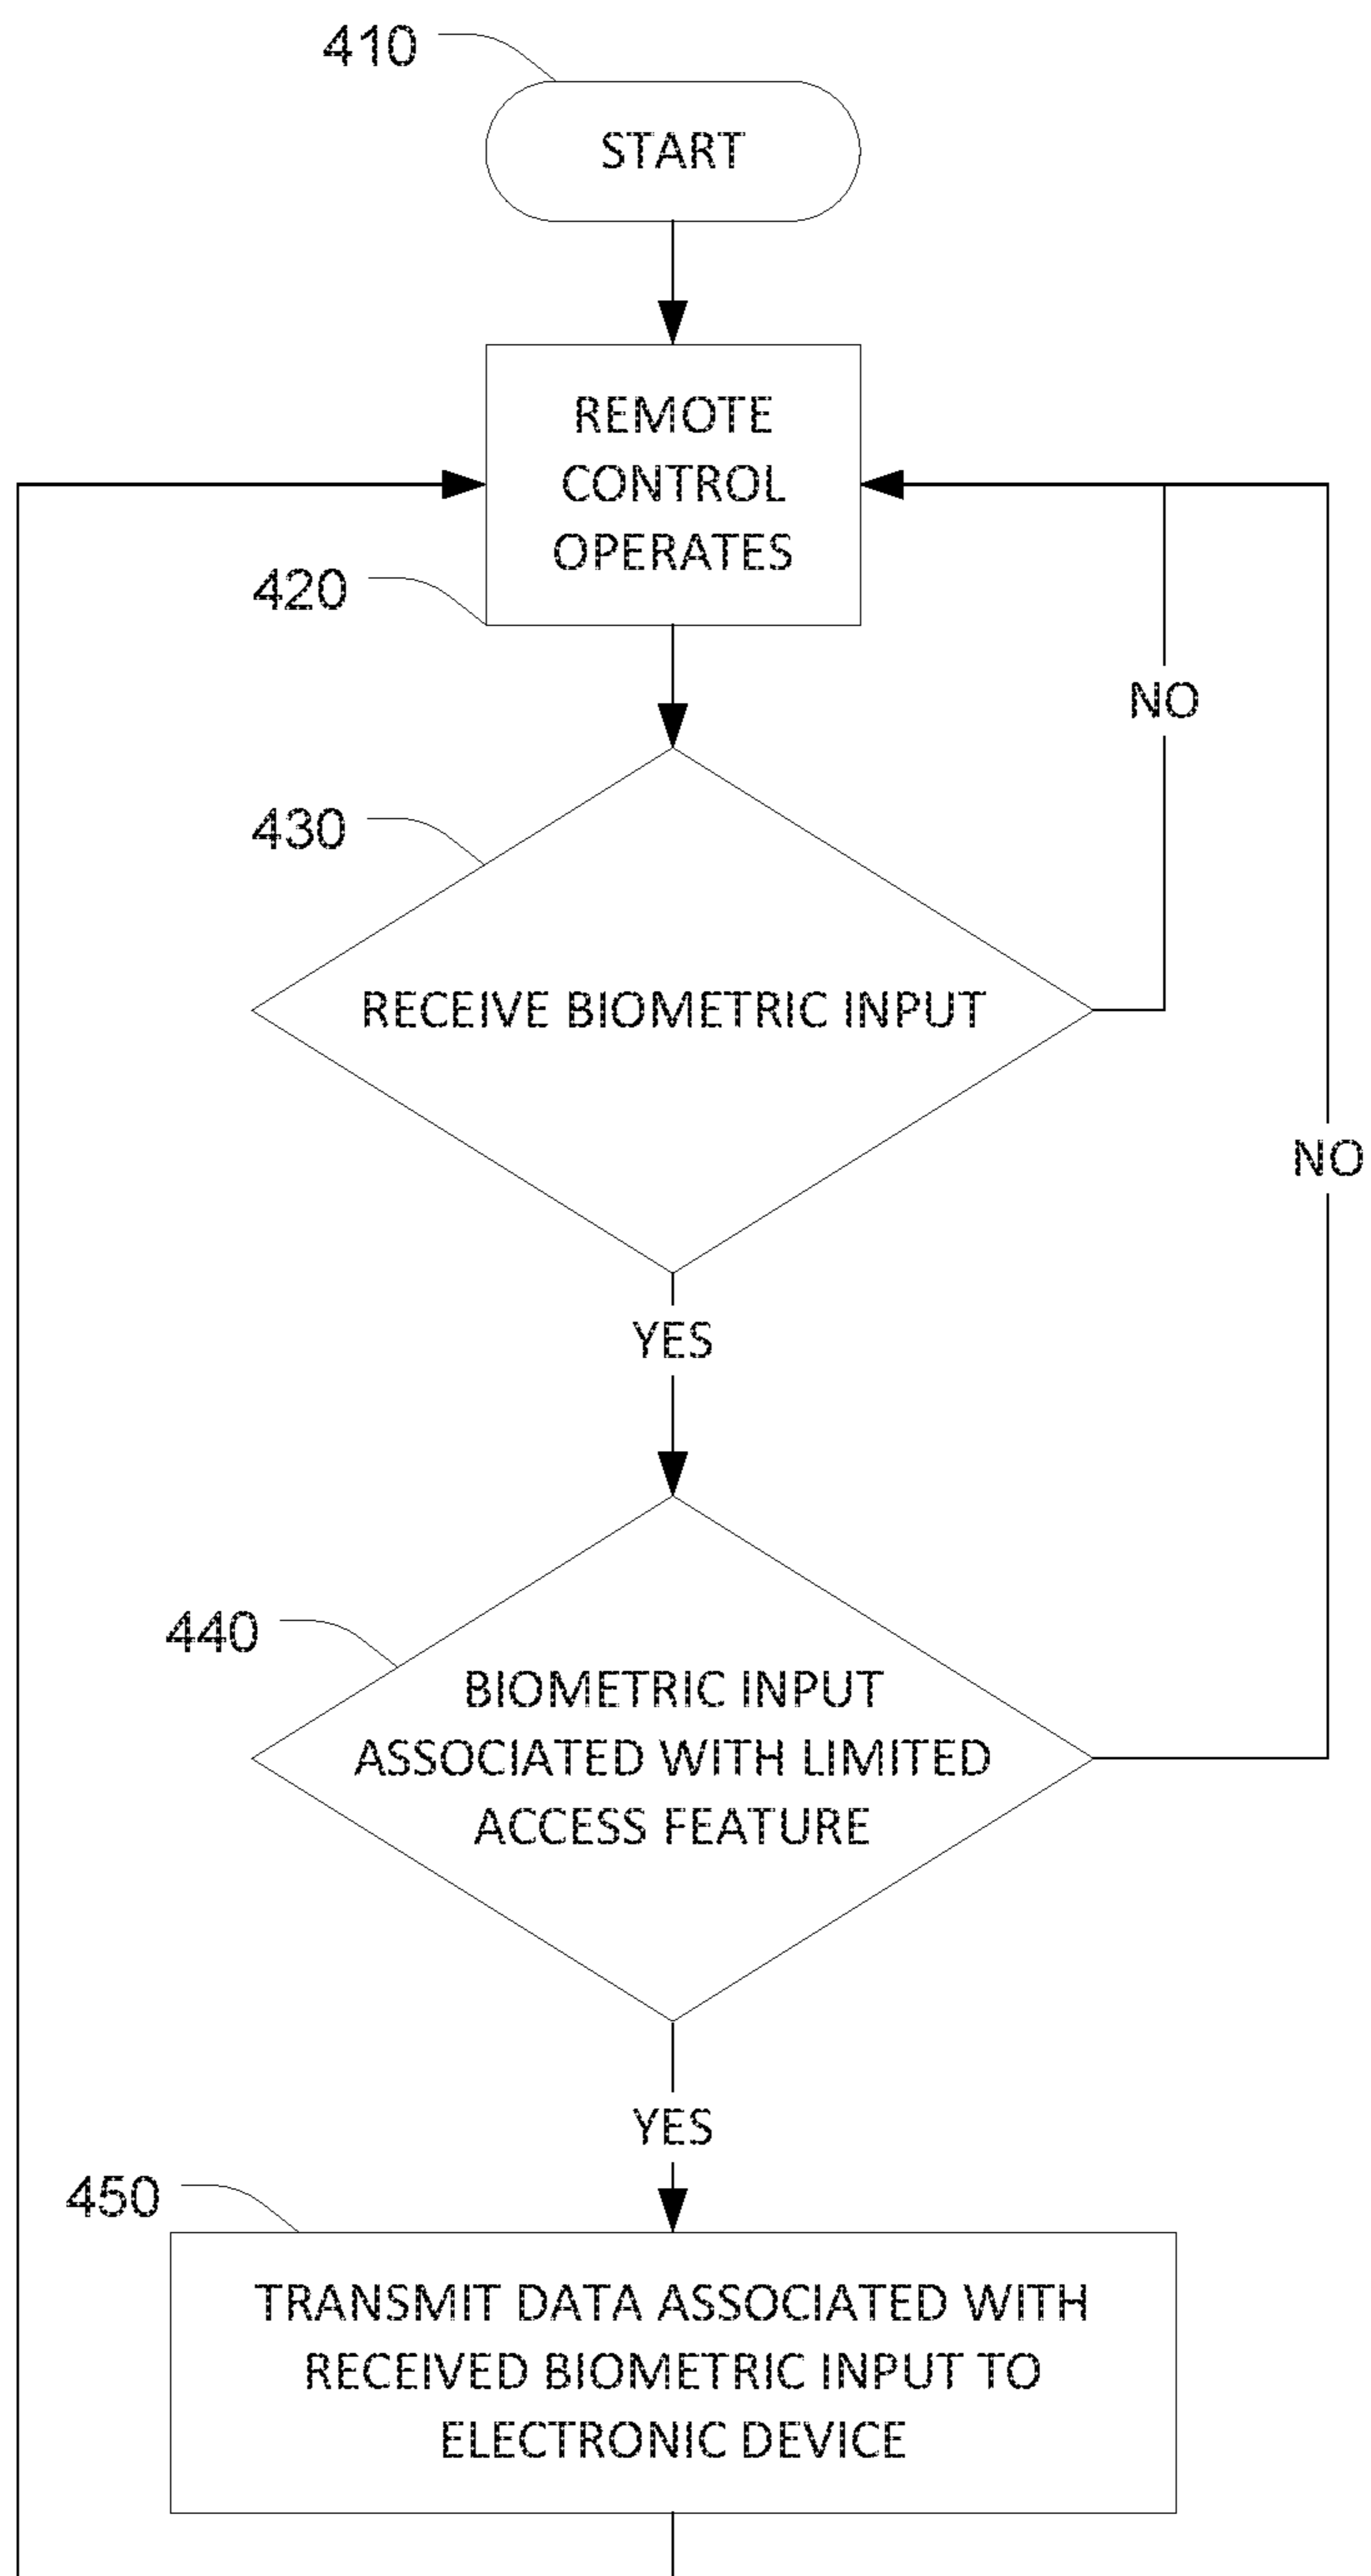 410
START
REMOTE
CONTROL
OPERATES
420
NO
430
RECEIVE BIOMETRIC INPUT
NO
YES
440
BIOMETRIC INPUT
ASSOCIATED WITH LIMITED
ACCESS FEATURE
YES
450
TRANSMIT DATA ASSOCIATED WITH
RECEIVED BIOMETRIC INPUT TO
ELECTRONIC DEVICE